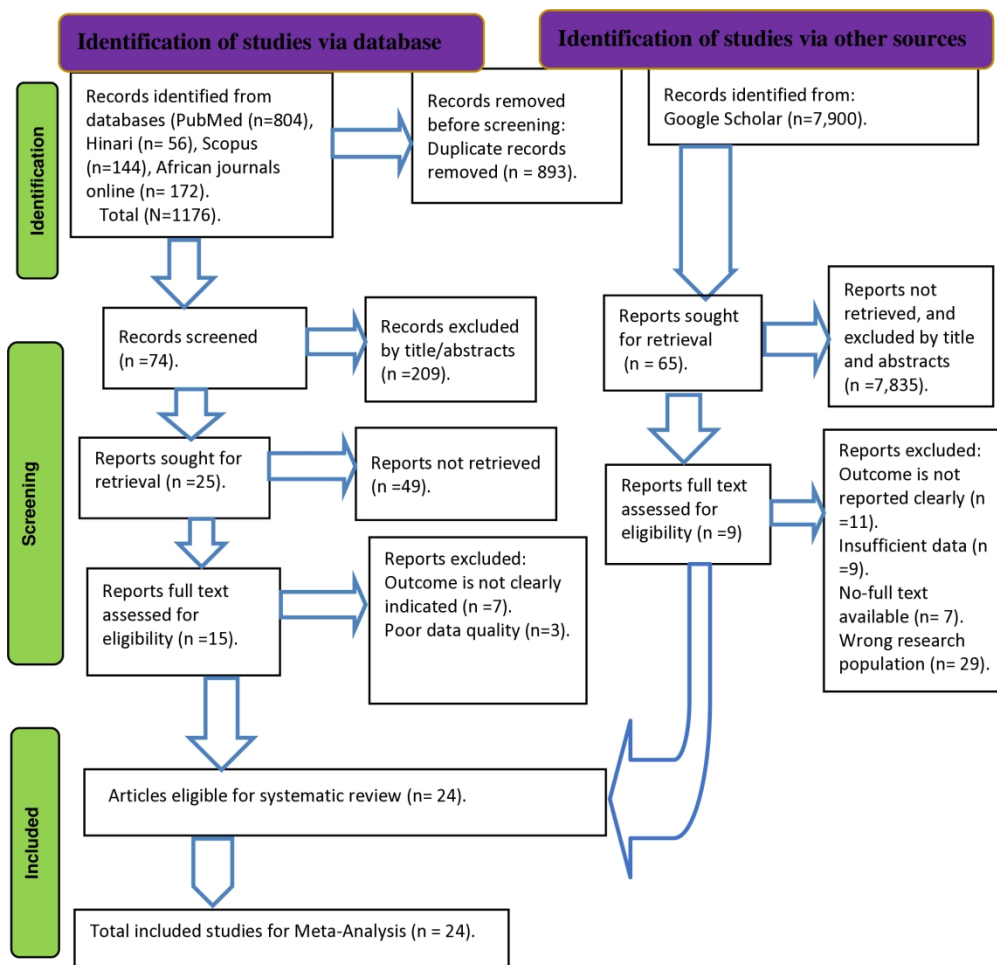 Identification of studies via database
Identification of studies via other sources
Identification
Records identified from
databases (PubMed (n=804),
Hinari (n= 56), Scopus
(n=144), African journals
online (n= 172).
Total (N=1176).
Records removed
before screening:
Duplicate records
removed (n = 893).
Records identified from:
Google Scholar (n=7,900).
Screening
Records screened
(n =74).
Records excluded
by title/abstracts
(n =209).
Reports sought
for retrieval
(n = 65).
Reports not
retrieved, and
excluded by title
and abstracts
(n =7,835).
Reports sought for
retrieval (n =25).
Reports not retrieved
(n =49).
Reports full text
assessed for
eligibility (n =9)
Reports excluded:
Outcome is not
reported clearly (n
=11).
Insufficient data (n
=9).
No-full text
available (n= 7).
Wrong research
population (n= 29).
Reports full text
assessed for
eligibility (n =15).
Reports excluded:
Outcome is not clearly
indicated (n =7).
Poor data quality (n=3).
Included
Articles eligible for systematic review (n= 24).
Total included studies for Meta-Analysis (n = 24).